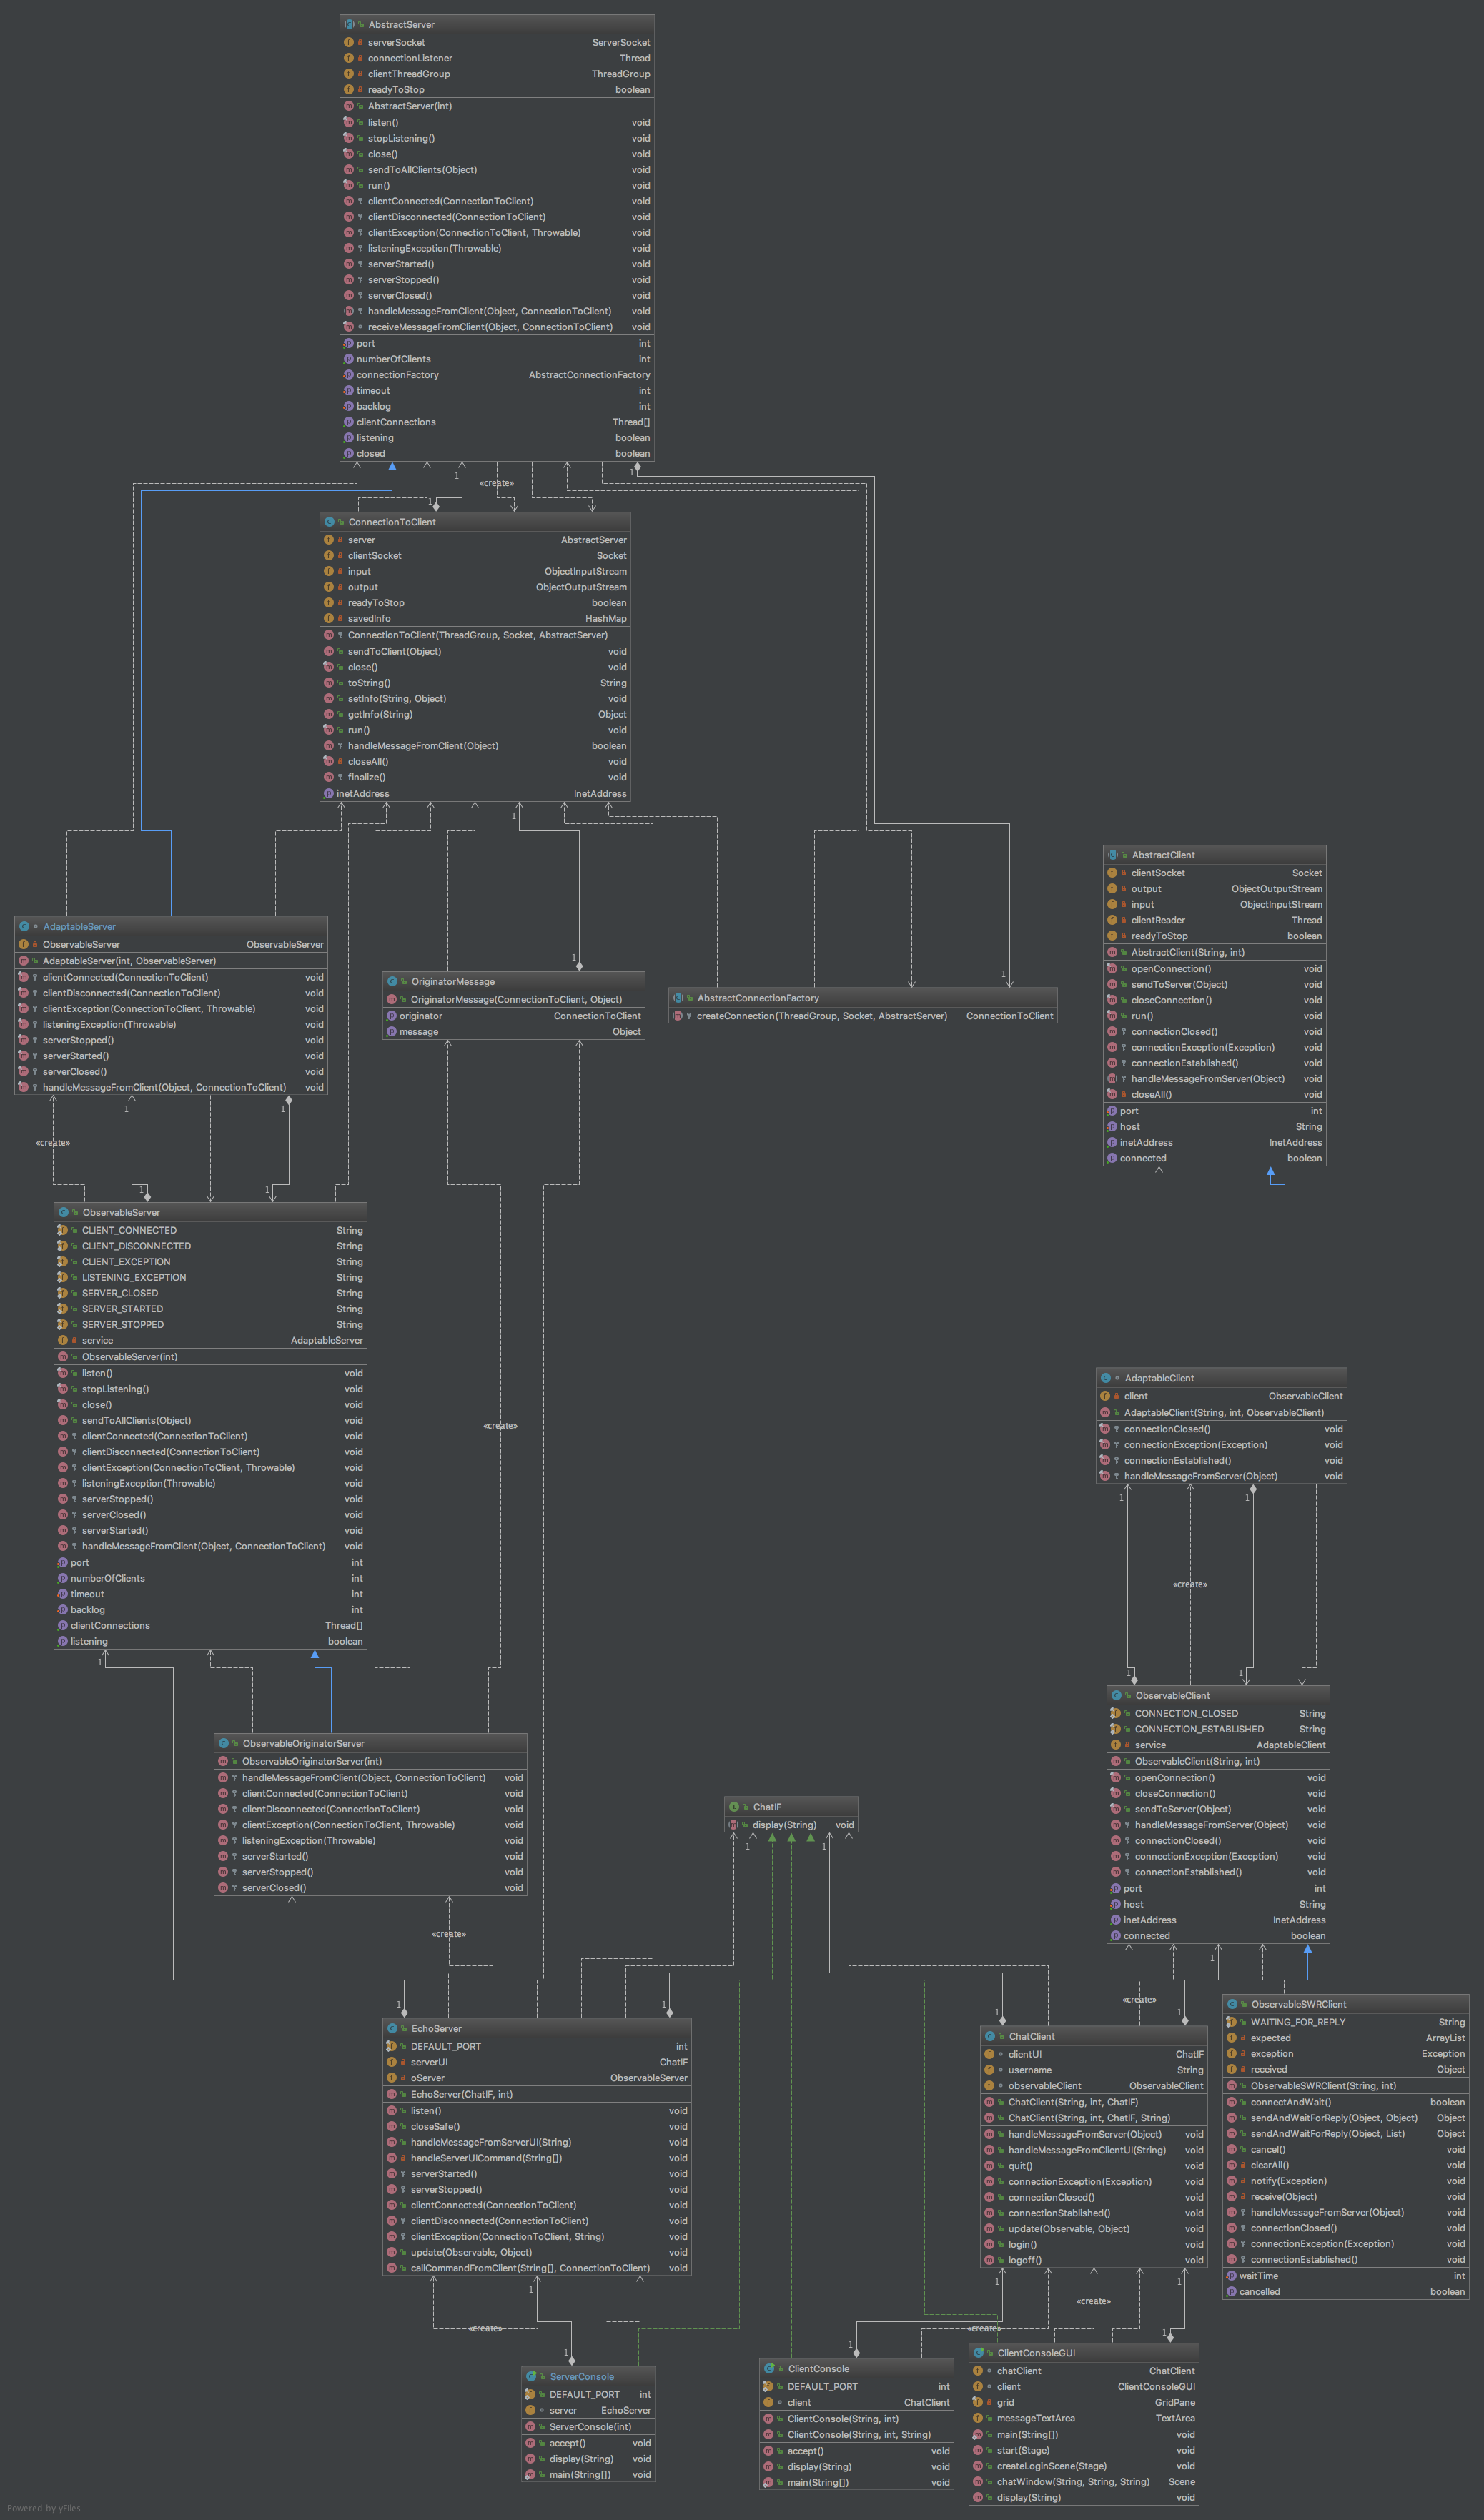 AbstractServer
serverSocket ServerSocket
connectionListener Thread
clientThreadGroup ThreadGroup
readyToStop boolean
AbstractServer(int)
listen() void
stopListening() void
close() void
sendToAllClients(Object) void
run() void
clientConnected(ConnectionToClient) void
clientDisconnected(ConnectionToClient) void
clientException(ConnectionToClient, Throwable) void
listeningException(Throwable) void
serverStarted() void
serverStopped() void
serverClosed() void
handleMessageFromClient(Object, ConnectionToClient) void
receiveMessageFromClient(Object, ConnectionToClient) void
port int
numberOfClients int
connectionFactory AbstractConnectionFactory
timeout int
backlog int
clientConnections Thread[]
listening boolean
closed boolean
1 «create» 1
1
ConnectionToClient
server AbstractServer
clientSocket Socket
input ObjectInputStream
output ObjectOutputStream
readyToStop boolean
savedInfo HashMap
ConnectionToClient(ThreadGroup, Socket, AbstractServer)
sendToClient(Object) void
close() void
toString() String
setInfo(String, Object) void
getInfo(String) Object
run() void
handleMessageFromClient(Object) boolean
closeAll() void
finalize() void
inetAddress InetAddress
1
AbstractClient
clientSocket Socket
output ObjectOutputStream
input ObjectInputStream
clientReader Thread
readyToStop boolean
AbstractClient(String, int)
openConnection() void
sendToServer(Object) void
closeConnection() void
run() void
connectionClosed() void
connectionException(Exception) void
connectionEstablished() void
handleMessageFromServer(Object) void
closeAll() void
port int
host String
inetAddress InetAddress
connected boolean
AdaptableServer
ObservableServer ObservableServer
AdaptableServer(int, ObservableServer)
clientConnected(ConnectionToClient) void
clientDisconnected(ConnectionToClient) void
clientException(ConnectionToClient, Throwable) void
listeningException(Throwable) void
serverStopped() void
serverStarted() void
serverClosed() void
handleMessageFromClient(Object, ConnectionToClient) void
1
OriginatorMessage
OriginatorMessage(ConnectionToClient, Object)
originator ConnectionToClient
message Object
1
AbstractConnectionFactory
createConnection(ThreadGroup, Socket, AbstractServer) ConnectionToClient
1 1
«create»
1 1
ObservableServer
CLIENT_CONNECTED String
CLIENT_DISCONNECTED String
CLIENT_EXCEPTION String
LISTENING_EXCEPTION String
SERVER_CLOSED String
SERVER_STARTED String
SERVER_STOPPED String
service AdaptableServer
ObservableServer(int)
listen() void
stopListening() void
close() void
sendToAllClients(Object) void
clientConnected(ConnectionToClient) void
clientDisconnected(ConnectionToClient) void
clientException(ConnectionToClient, Throwable) void
listeningException(Throwable) void
serverStopped() void
serverClosed() void
serverStarted() void
handleMessageFromClient(Object, ConnectionToClient) void
port int
numberOfClients int
timeout int
backlog int
clientConnections Thread[]
listening boolean
1
«create»
AdaptableClient
client ObservableClient
AdaptableClient(String, int, ObservableClient)
connectionClosed() void
connectionException(Exception) void
connectionEstablished() void
handleMessageFromServer(Object) void
1 1
«create»
1 1
ObservableClient
CONNECTION_CLOSED String
CONNECTION_ESTABLISHED String
service AdaptableClient
ObservableClient(String, int)
openConnection() void
closeConnection() void
sendToServer(Object) void
handleMessageFromServer(Object) void
connectionClosed() void
connectionException(Exception) void
connectionEstablished() void
port int
host String
inetAddress InetAddress
connected boolean
ObservableOriginatorServer
ObservableOriginatorServer(int)
handleMessageFromClient(Object, ConnectionToClient) void
clientConnected(ConnectionToClient) void
clientDisconnected(ConnectionToClient) void
clientException(ConnectionToClient, Throwable) void
listeningException(Throwable) void
serverStarted() void
serverStopped() void
serverClosed() void
ChatIF
display(String) void
1 1
«create»
1 1
1
«create»
1 1
EchoServer
DEFAULT_PORT int
serverUI ChatIF
oServer ObservableServer
EchoServer(ChatIF, int)
listen() void
closeSafe() void
handleMessageFromServerUI(String) void
handleServerUICommand(String[]) void
serverStarted() void
serverStopped() void
clientConnected(ConnectionToClient) void
clientDisconnected(ConnectionToClient) void
clientException(ConnectionToClient, String) void
update(Observable, Object) void
callCommandFromClient(String[], ConnectionToClient) void
ChatClient
clientUI ChatIF
username String
observableClient ObservableClient
ChatClient(String, int, ChatIF)
ChatClient(String, int, ChatIF, String)
handleMessageFromServer(Object) void
handleMessageFromClientUI(String) void
quit() void
connectionException(Exception) void
connectionClosed() void
connectionStablished() void
update(Observable, Object) void
login() void
logoff() void
ObservableSWRClient
WAITING_FOR_REPLY String
expected ArrayList
exception Exception
received Object
ObservableSWRClient(String, int)
connectAndWait() boolean
sendAndWaitForReply(Object, Object) Object
sendAndWaitForReply(Object, List) Object
cancel() void
clearAll() void
notify(Exception) void
receive(Object) void
handleMessageFromServer(Object) void
connectionClosed() void
connectionException(Exception) void
connectionEstablished() void
waitTime int
cancelled boolean
1
«create»
1
1 1
«create»
«create»
1 1
ServerConsole
DEFAULT_PORT int
server EchoServer
ServerConsole(int)
accept() void
display(String) void
main(String[]) void
ClientConsole
DEFAULT_PORT int
client ChatClient
ClientConsole(String, int)
ClientConsole(String, int, String)
accept() void
display(String) void
main(String[]) void
ClientConsoleGUI
chatClient ChatClient
client ClientConsoleGUI
grid GridPane
messageTextArea TextArea
main(String[]) void
start(Stage) void
createLoginScene(Stage) void
chatWindow(String, String, String) Scene
display(String) void
Powered by yFiles